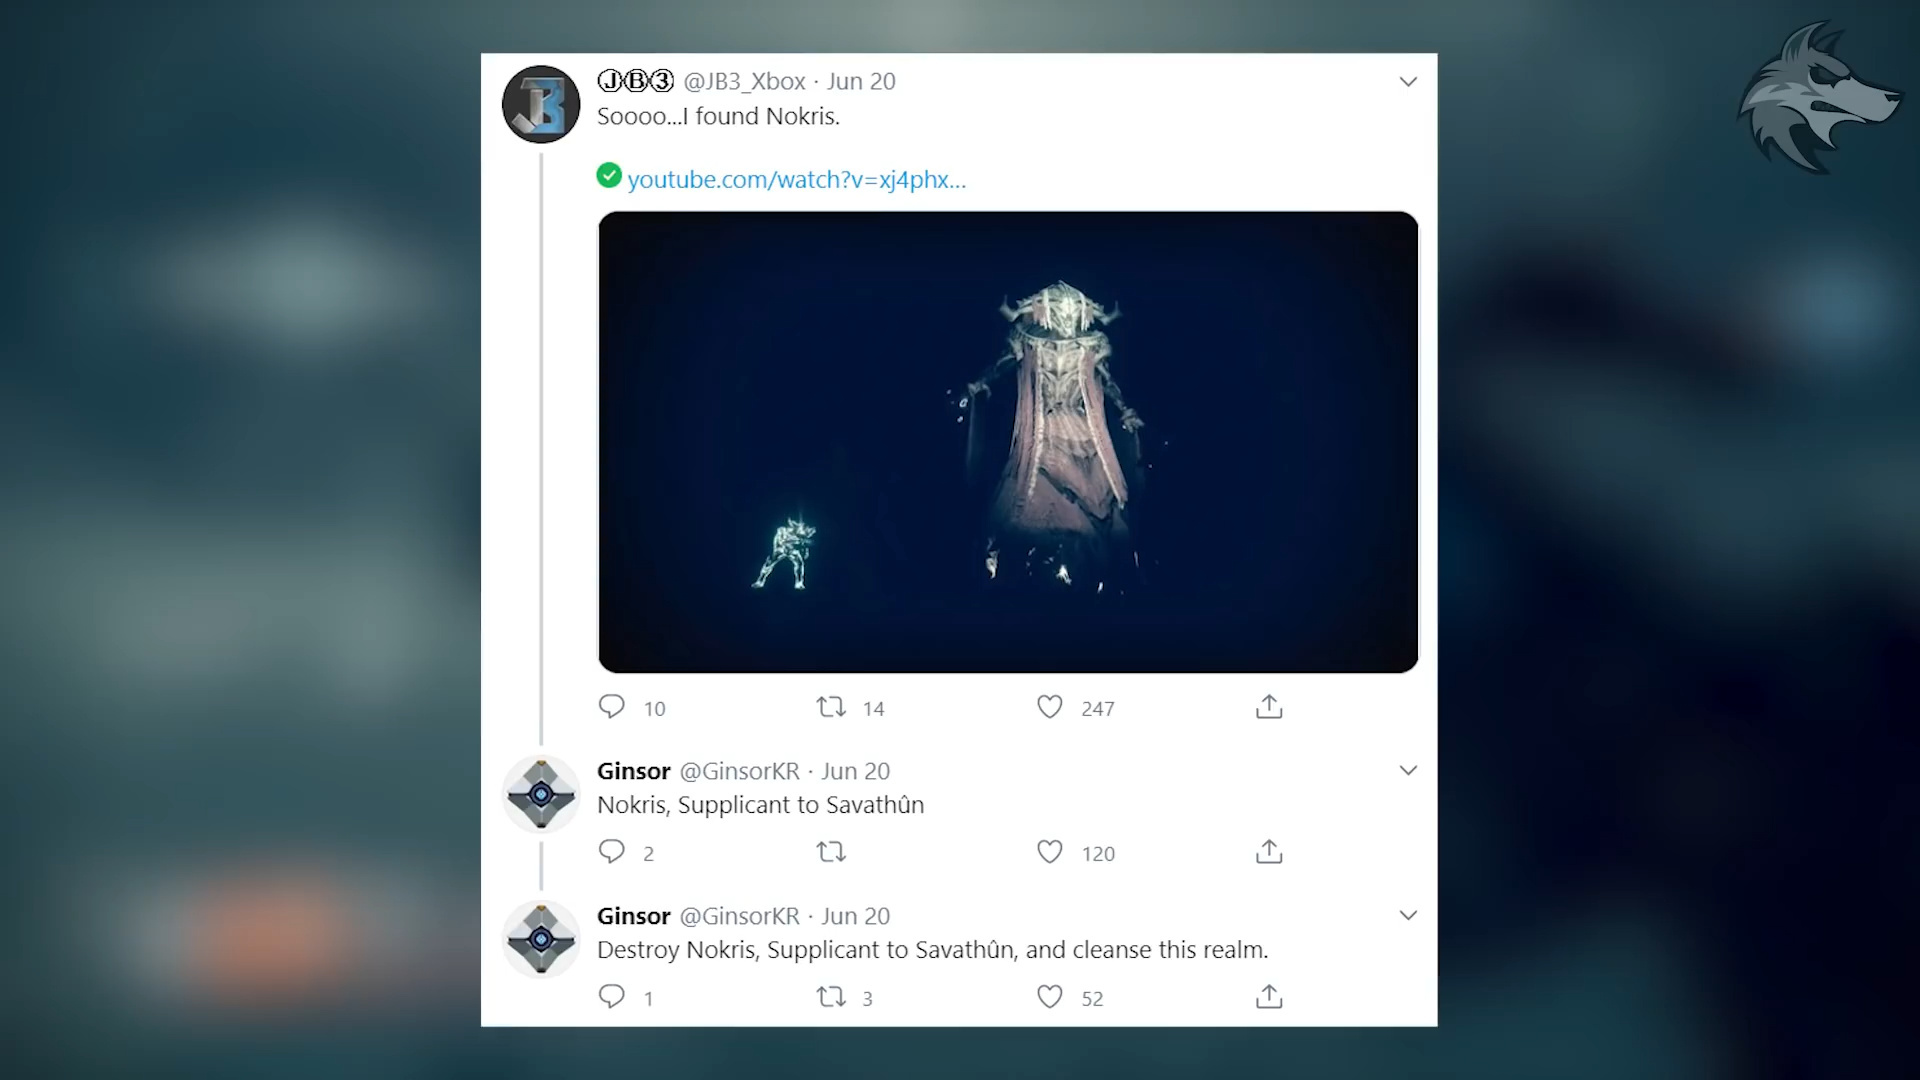 ⒿⒷ③ @JB3_Xbox · Jun 20
Soooo...I found Nokris.
youtube.com/watch?v=xj4phx...
10 14 247
Ginsor @GinsorKR · Jun 20
Nokris, Supplicant to Savathûn
2 120
Ginsor @GinsorKR · Jun 20
Destroy Nokris, Supplicant to Savathûn, and cleanse this realm.
1 3 52